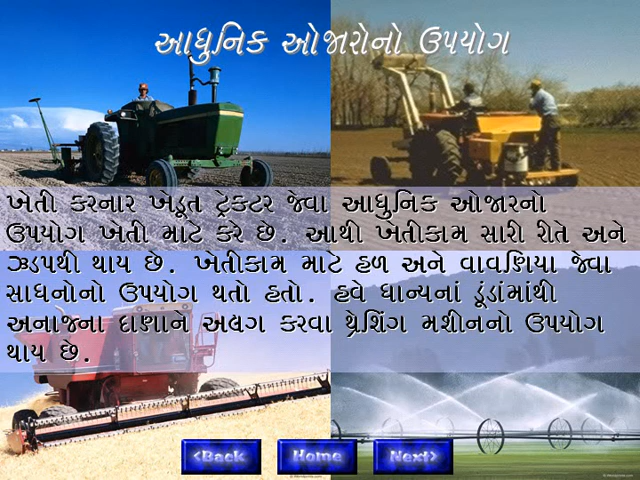 આધુનિક ઓજારોનો ઉપયોગ
ખેતી કરનાર ખેડૂત ટ્રેકટર જેવા આધુનિક ઓજારનો
ઉપયોગ ખેતી માટે કરે છે. આથી ખેતીકામ સારી રીતે અને
ઝડપથી થાય છે. ખેતીકામ માટે હળ અને વાવણિયા જેવા
સાધનોનો ઉપયોગ થતો હતો. હવે ધાન્યનાં ડૂંડાંમાંથી
અનાજના દાણાને અલગ કરવા થ્રેશિંગ મશીનનો ઉપયોગ
થાય છે.
<Back Home Next>